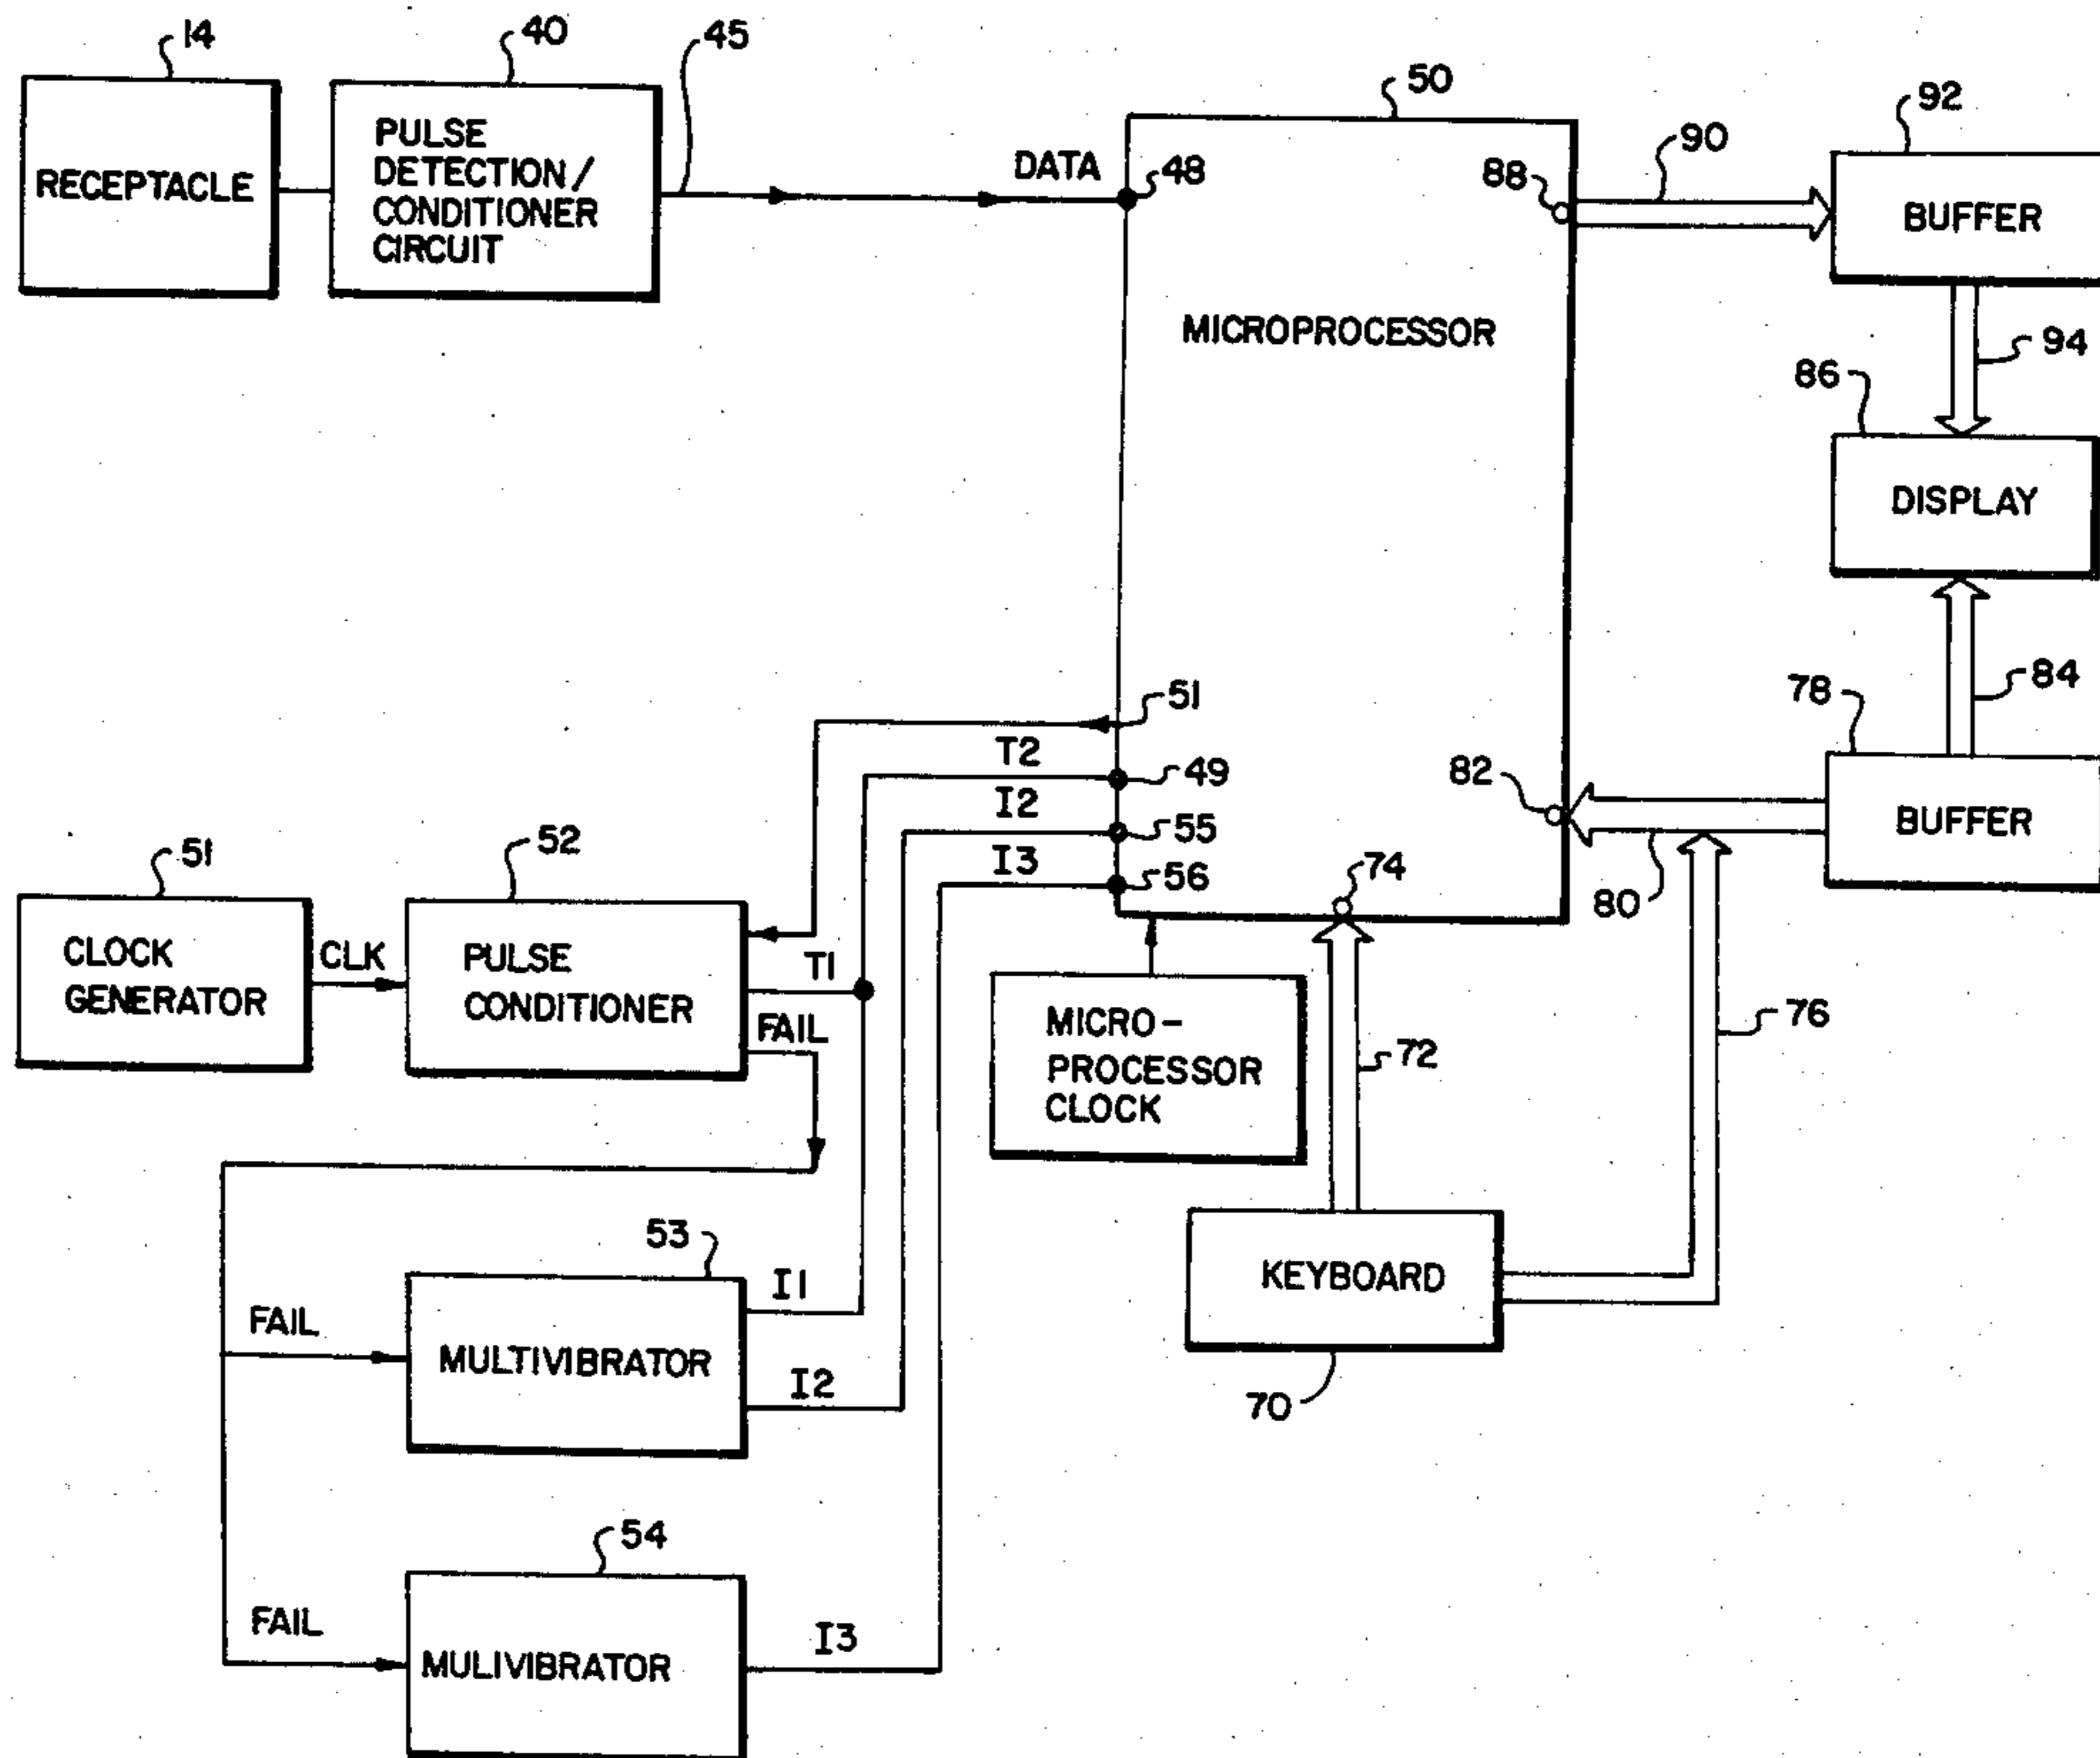 14
40
45
RECEPTACLE
PULSE
DETECTION/
CONDITIONER
CIRCUIT
DATA
48
50
MICROPROCESSOR
88
90
92
BUFFER
94
86
DISPLAY
84
78
BUFFER
82
80
76
51
T2
49
I2
55
I3
56
74
51
CLOCK
GENERATOR
CLK
52
PULSE
CONDITIONER
T1
FAIL
MICRO-
PROCESSOR
CLOCK
72
KEYBOARD
70
53
FAIL
MULTIVIBRATOR
I1
I2
54
FAIL
MULIVIBRATOR
I3